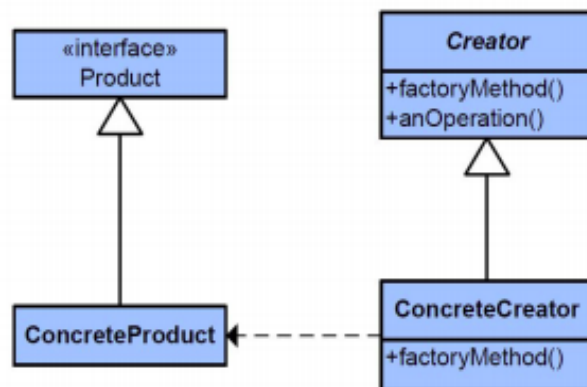 «interface»
Product
Creator
+factoryMethod()
+anOperation()
ConcreteProduct
ConcreteCreator
+factoryMethod()